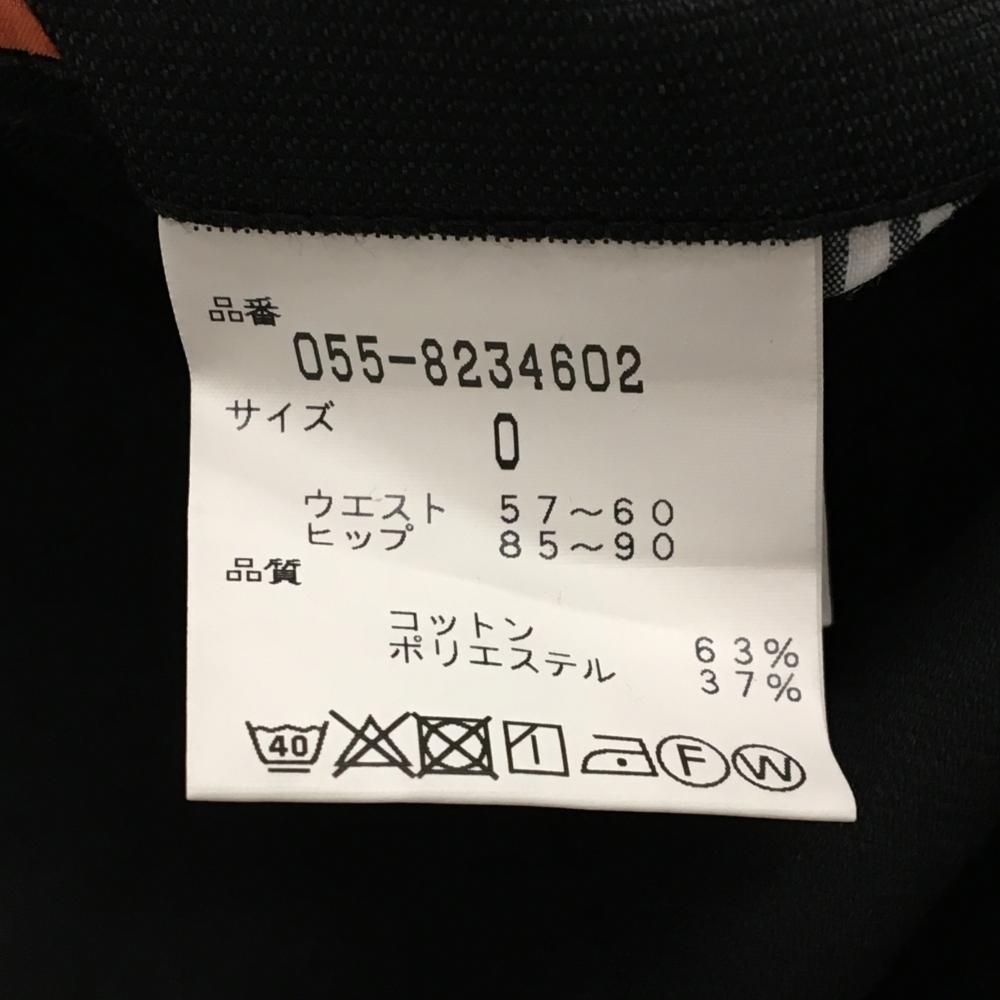 品番
055-8234602
サイズ
0
ウエスト 57～60
ヒップ 85～90
品質
コットン 63%
ポリエステル 37%
40 F W